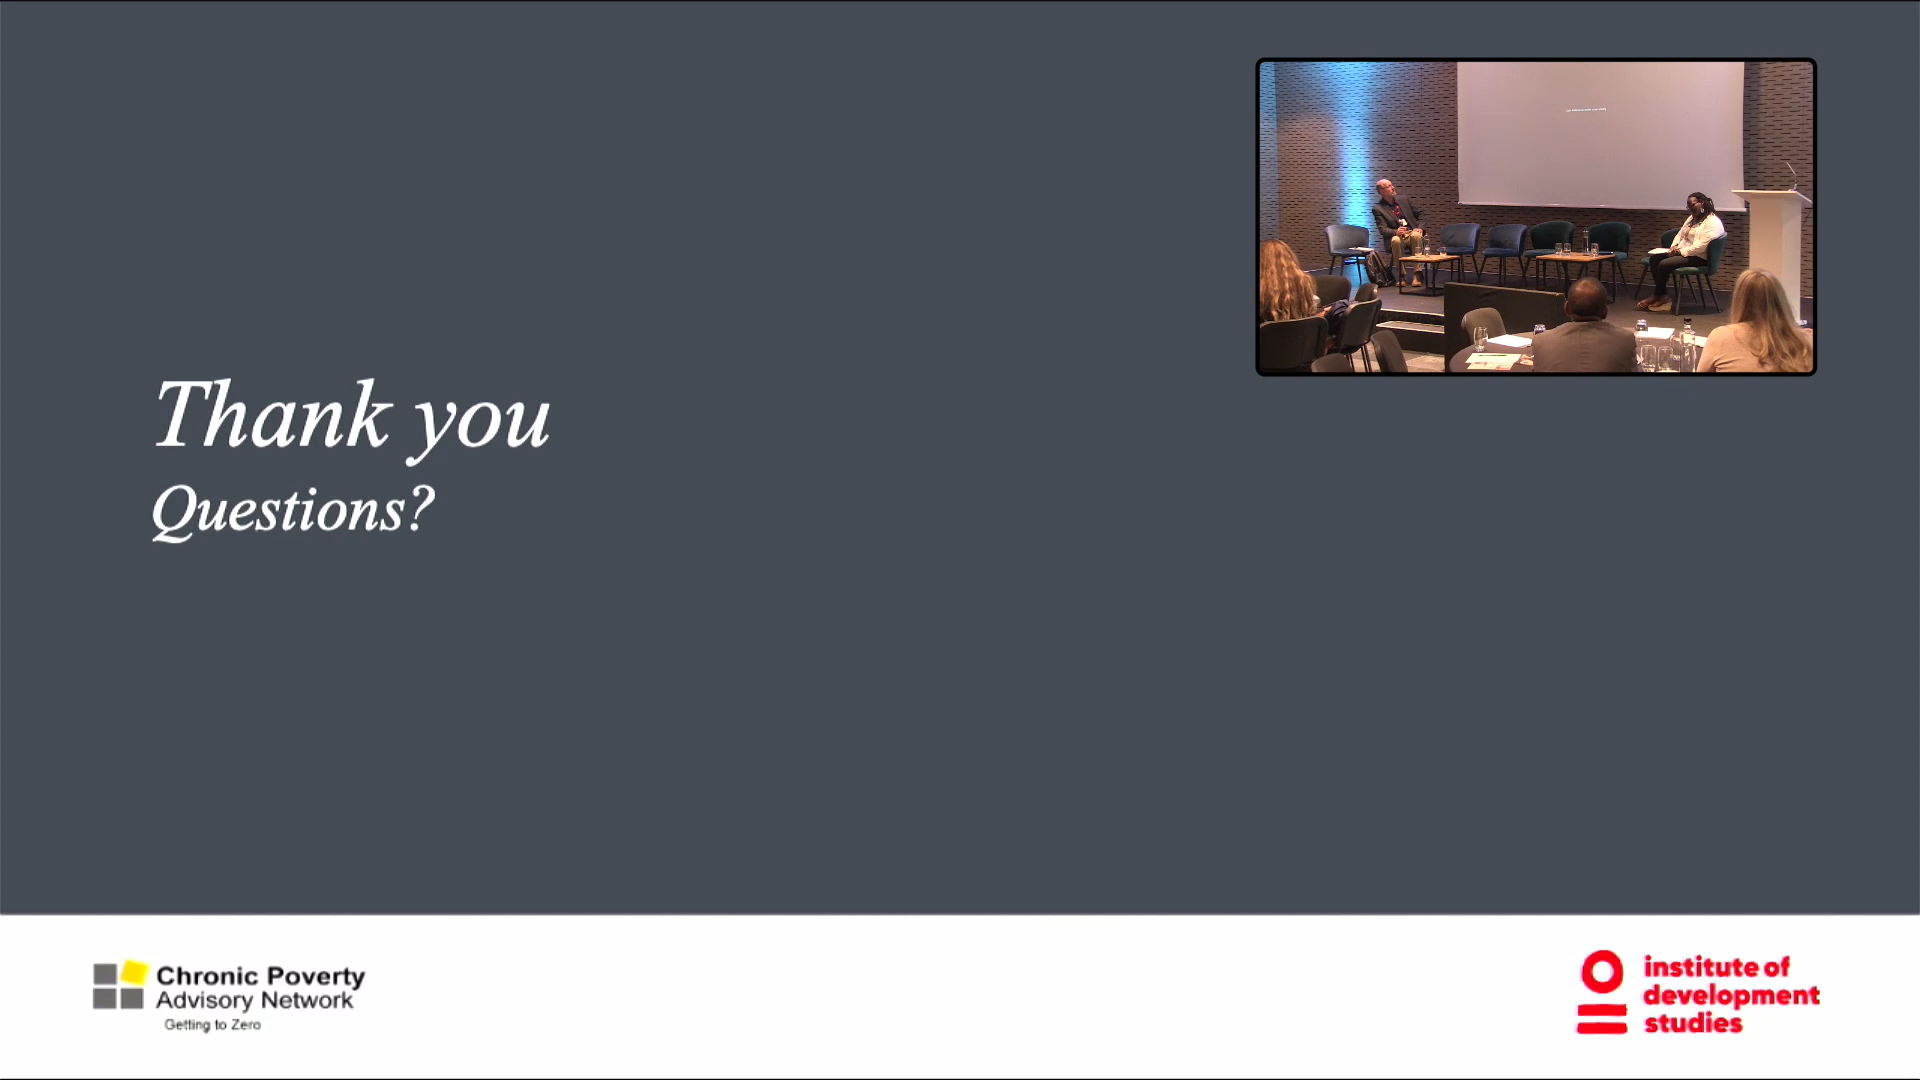 Thank you
Questions?
Chronic Poverty
Advisory Network
Getting to Zero
institute of
development
studies